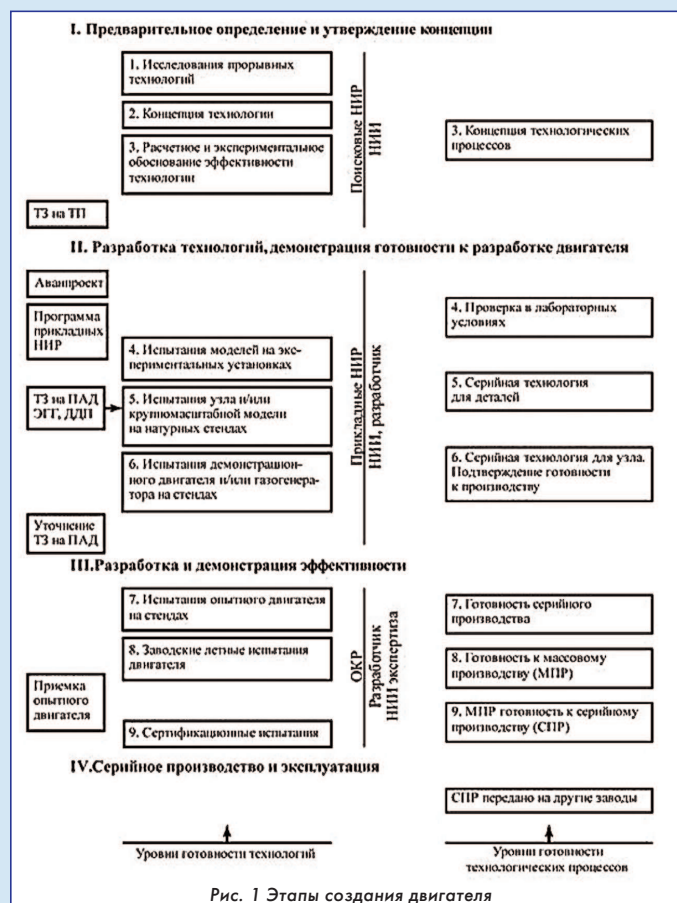 I. Предварительное определение и утверждение концепции
1. Исследования прорывных
технологий
2. Концепция технологии
3. Расчетное и экспериментальное
обоснование эффективности
технологии
Поисковые НИР
НИИ
3. Концепция технологических
процессов
ТЗ на ТП
II. Разработка технологий, демонстрация готовности к разработке двигателя
Аванпроект
Программа
прикладных
НИР
ТЗ на ПАД
ЭГГ, ДДП
Уточнение
ТЗ на ПАД
4. Испытания моделей на экс-
периментальных установках
5. Испытания узла и/или
крупномасштабной модели
на натурных стендах
6. Испытания демонстрацион-
ного двигателя и/или газогенера-
тора на стендах
Прикладные НИР
НИИ, разработчик
4. Проверка в лабораторных
условиях
5. Серийная технология
для деталей
6. Серийная технология для узла.
Подтверждение готовности
к производству
III.Разработка и демонстрация эффективности
Приемка
опытного
двигателя
7. Испытания опытного двигателя
на стендах
8. Заводские летные испытания
двигателя
9. Сертификационные испытания
ОКР
Разработчик
НИИ экспертиза
7. Готовность серийного
производства
8. Готовность к массовому
производству (МПР)
9. МПР готовность к серийному
производству (СПР)
IV.Серийное производство и эксплуатация
СПР передано на другие заводы
Уровни готовности технологий
Уровни готовности
технологических процессов
Рис. 1 Этапы создания двигателя